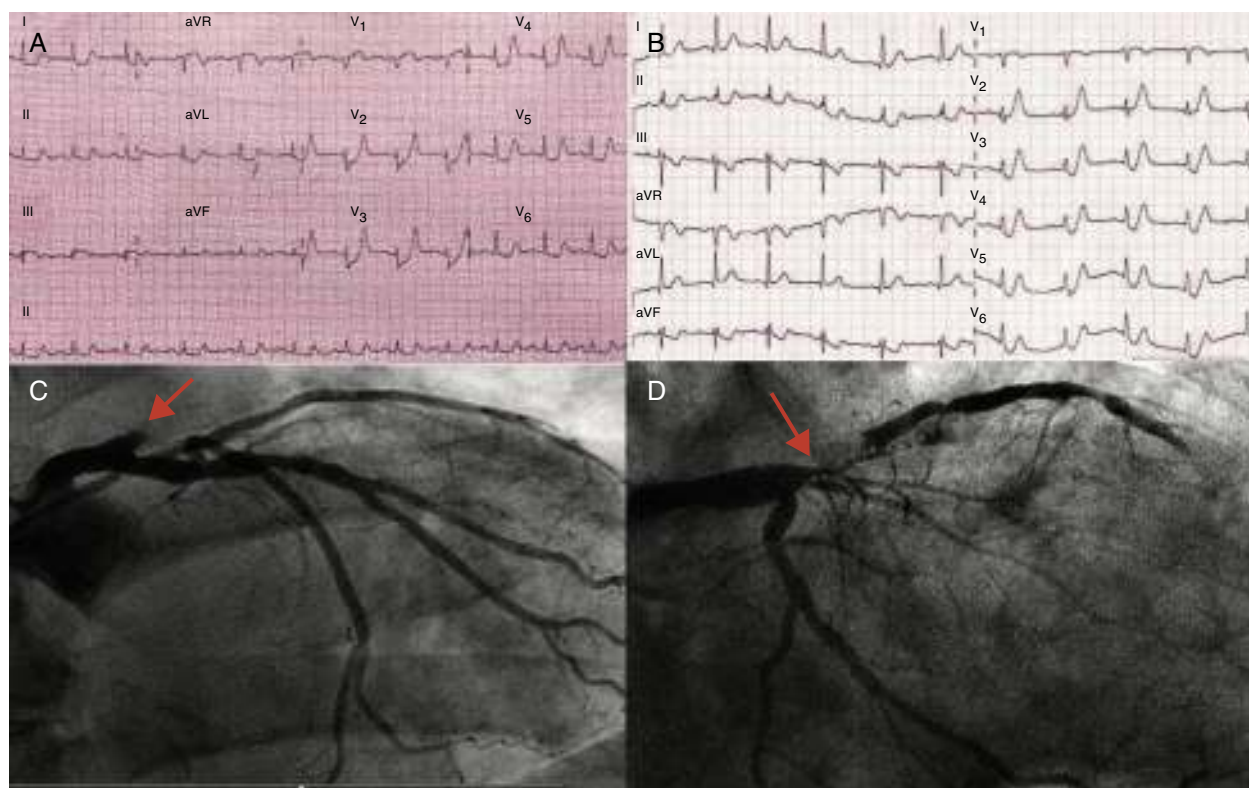 A
I aVR V1 V4
II aVL V2 V5
III aVF V3 V6
II
B
I V1
II V2
III V3
aVR V4
aVL V5
aVF V6
C
D